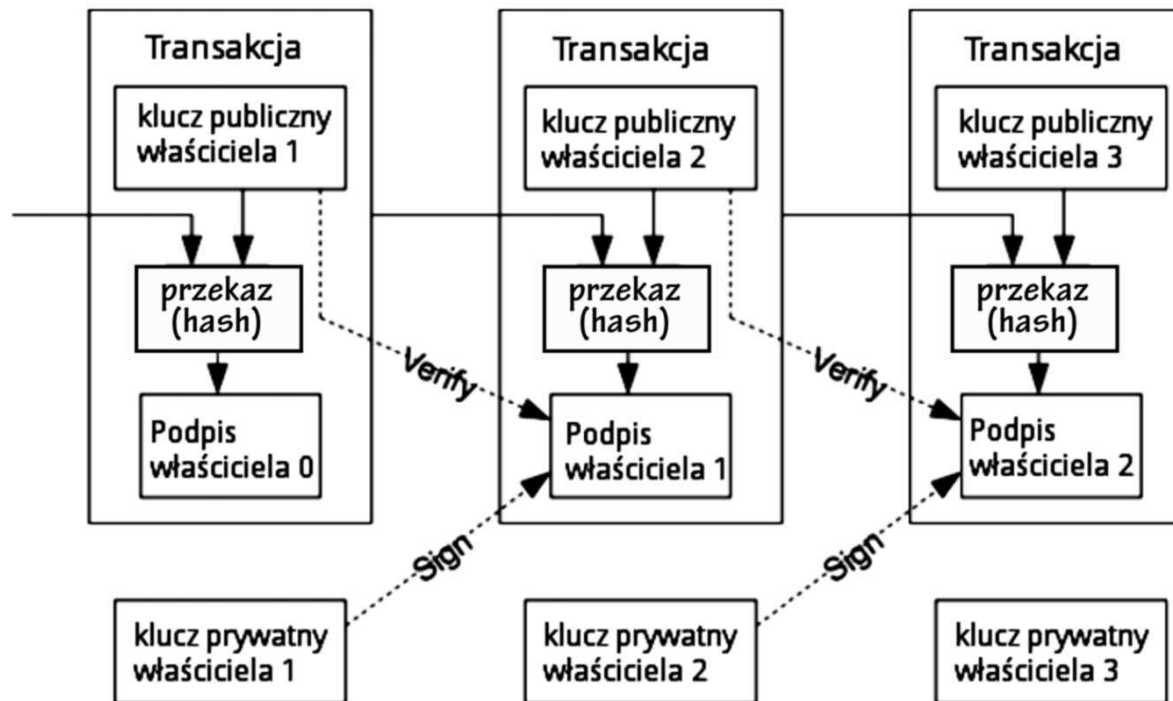 Transakcja
klucz publiczny
właściciela 1
przekaz
(hash)
Podpis
właściciela 0
klucz prywatny
właściciela 1
Verify
Sign
Transakcja
klucz publiczny
właściciela 2
przekaz
(hash)
Podpis
właściciela 1
klucz prywatny
właściciela 2
Verify
Sign
Transakcja
klucz publiczny
właściciela 3
przekaz
(hash)
Podpis
właściciela 2
klucz prywatny
właściciela 3